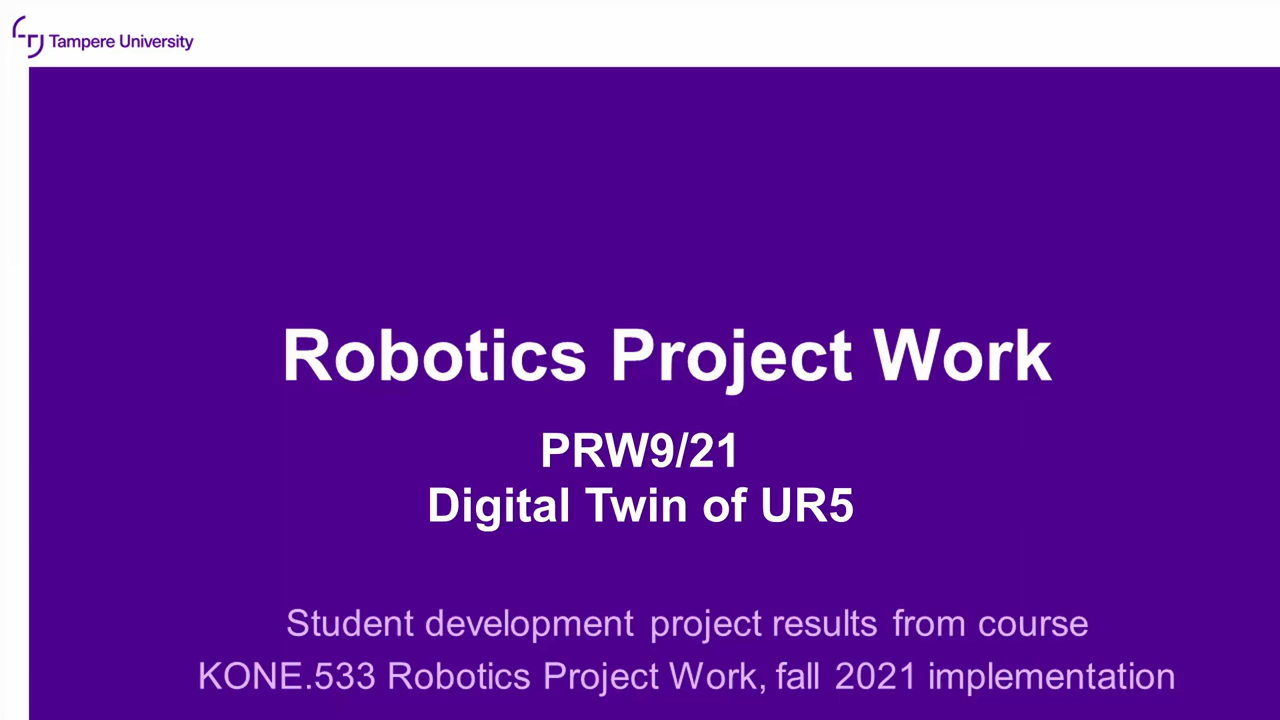 Tampere University
Robotics Project Work
PRW9/21
Digital Twin of UR5
Student development project results from course
KONE.533 Robotics Project Work, fall 2021 implementation